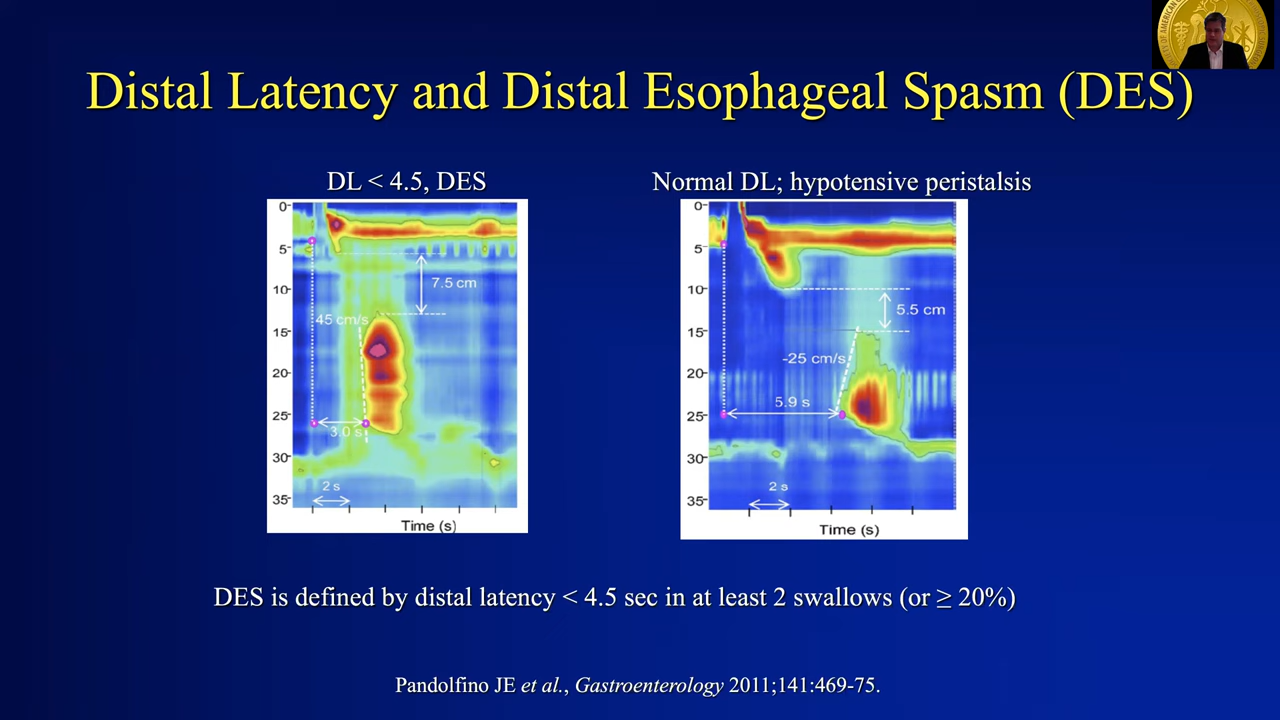 Distal Latency and Distal Esophageal Spasm (DES)
DL < 4.5, DES
0
5
10
15
20
25
30
35
7.5 cm
45 cm/s
3.0 s
2 s
Time (s)
Normal DL; hypotensive peristalsis
0
5
10
15
20
25
30
35
5.5 cm
-25 cm/s
5.9 s
2 s
Time (s)
DES is defined by distal latency < 4.5 sec in at least 2 swallows (or ≥ 20%)
Pandolfino JE et al., Gastroenterology 2011;141:469-75.